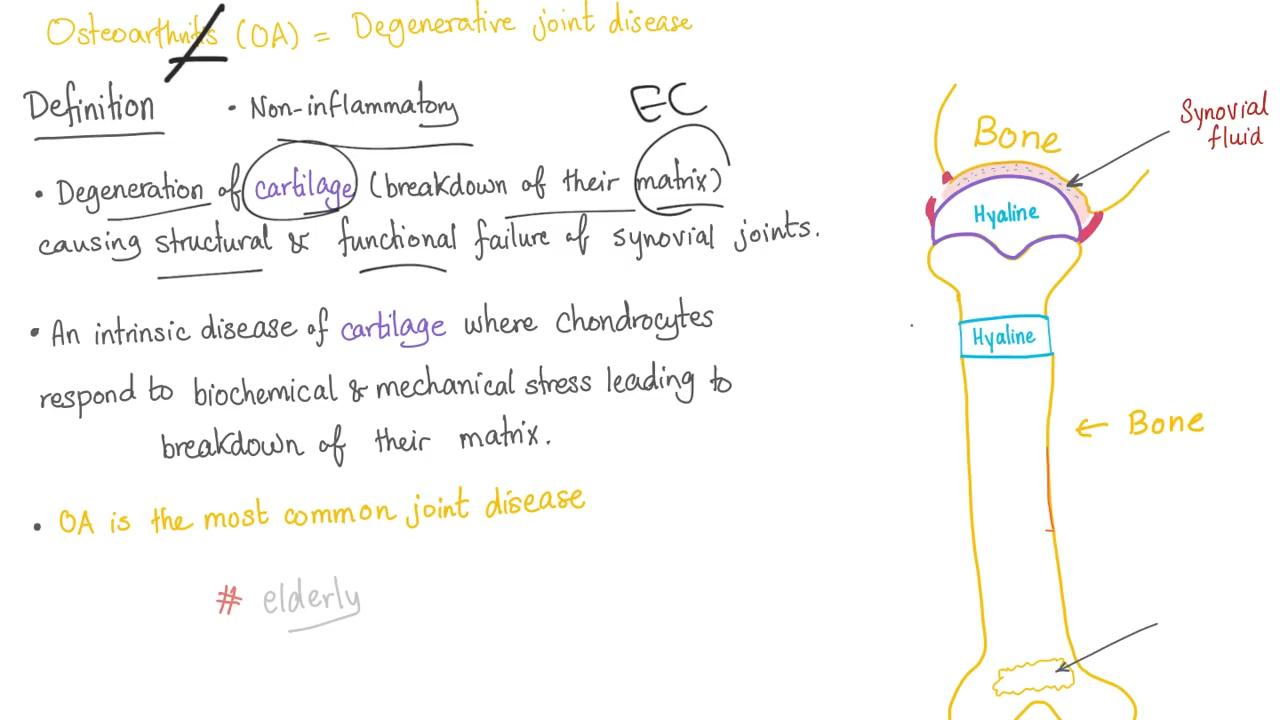 Osteoarthritis (OA) = Degenerative joint disease
Definition
• Non-inflammatory
EC
• Degeneration of cartilage (breakdown of their matrix)
causing structural & functional failure of synovial joints.
• An intrinsic disease of cartilage where chondrocytes
respond to biochemical & mechanical stress leading to
breakdown of their matrix.
• OA is the most common joint disease
# elderly
Synovial
fluid
Bone
Hyaline
Hyaline
← Bone